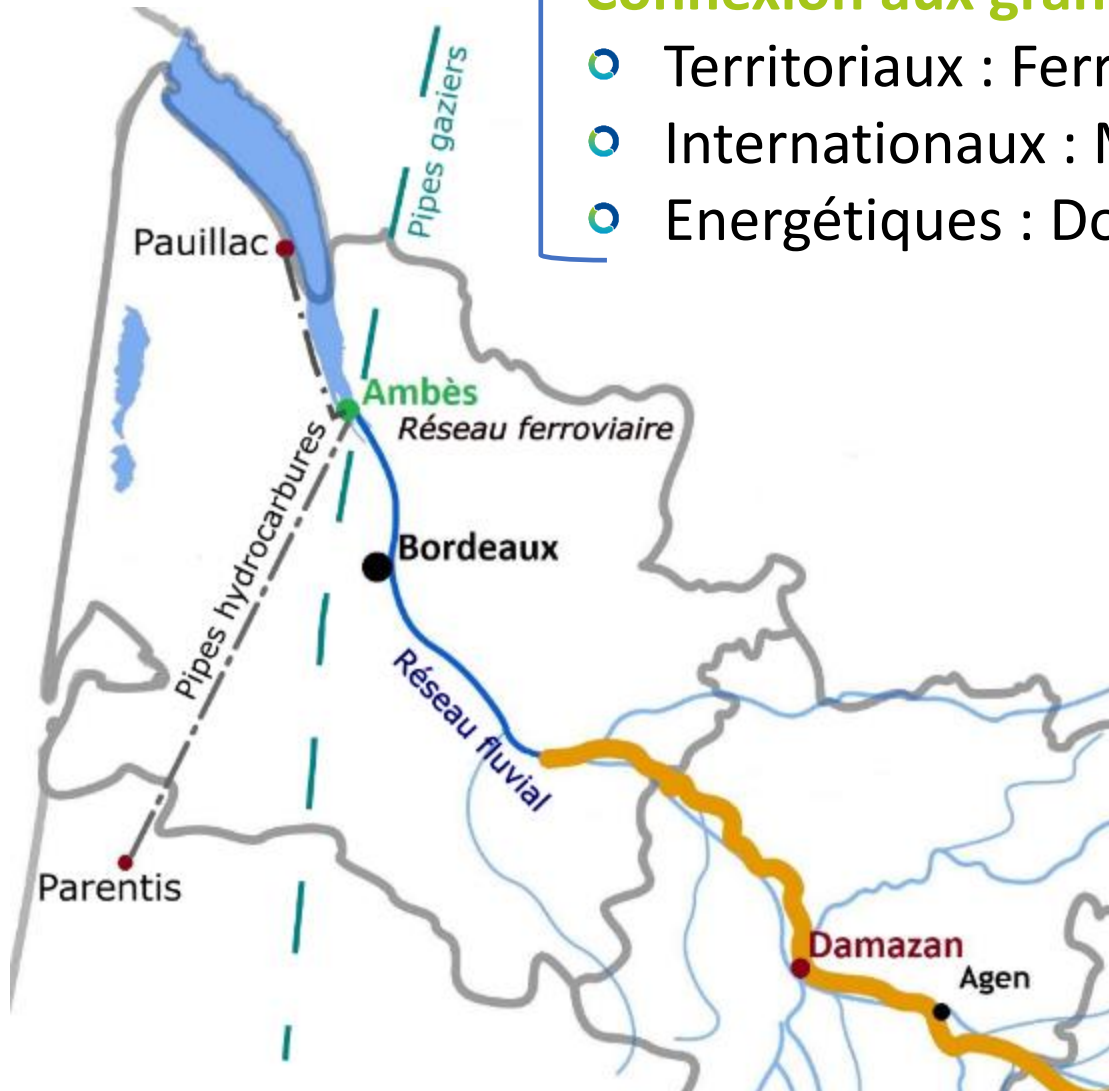 Territoriaux : Ferr
Internationaux : N
Energétiques : Do
Pipes gaziers
Pauillac
Ambès
Réseau ferroviaire
Pipes hydrocarbures
Bordeaux
Réseau fluvial
Parentis
Damazan
Agen